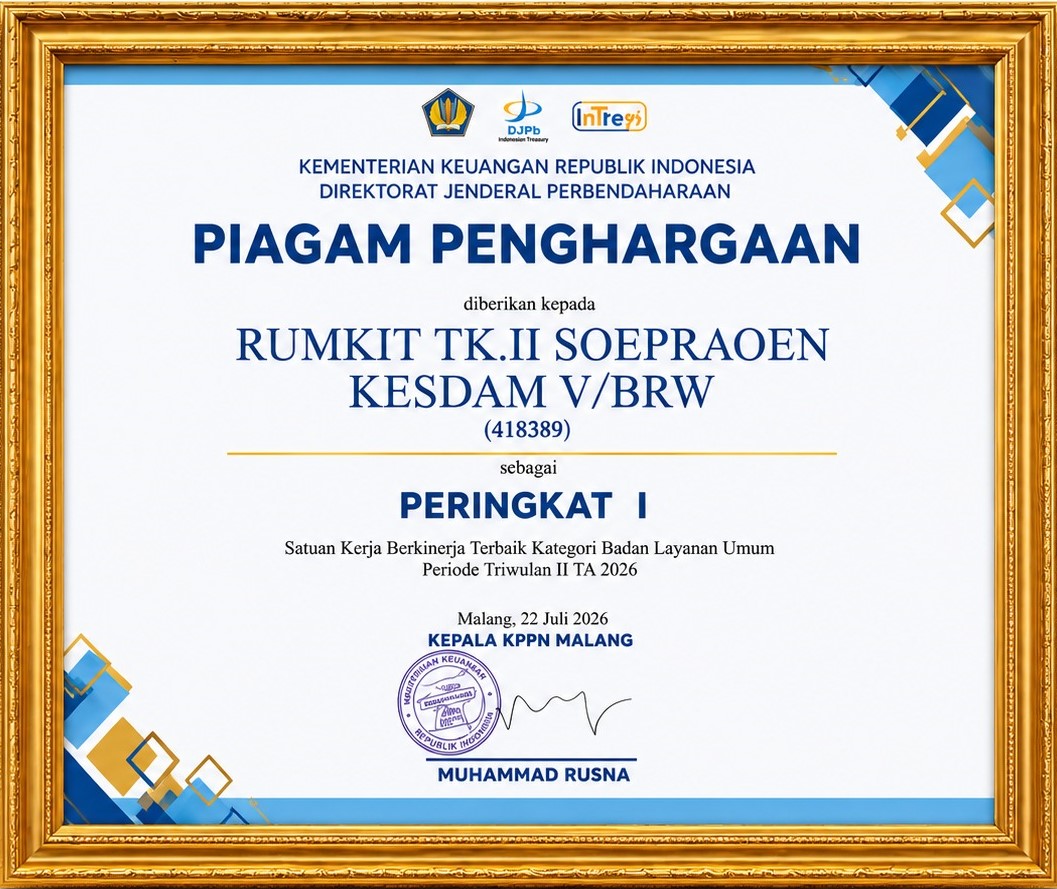 DJPb
Indonesian Treasury
InTress
KEMENTERIAN KEUANGAN REPUBLIK INDONESIA
DIREKTORAT JENDERAL PERBENDAHARAAN
PIAGAM PENGHARGAAN
diberikan kepada
RUMKIT TK.II SOEPRAOEN
KESDAM V/BRW
(418389)
sebagai
PERINGKAT I
Satuan Kerja Berkinerja Terbaik Kategori Badan Layanan Umum
Periode Triwulan II TA 2026
Malang, 22 Juli 2026
KEPALA KPPN MALANG
REPUBLIK INDONESIA
MUHAMMAD RUSNA